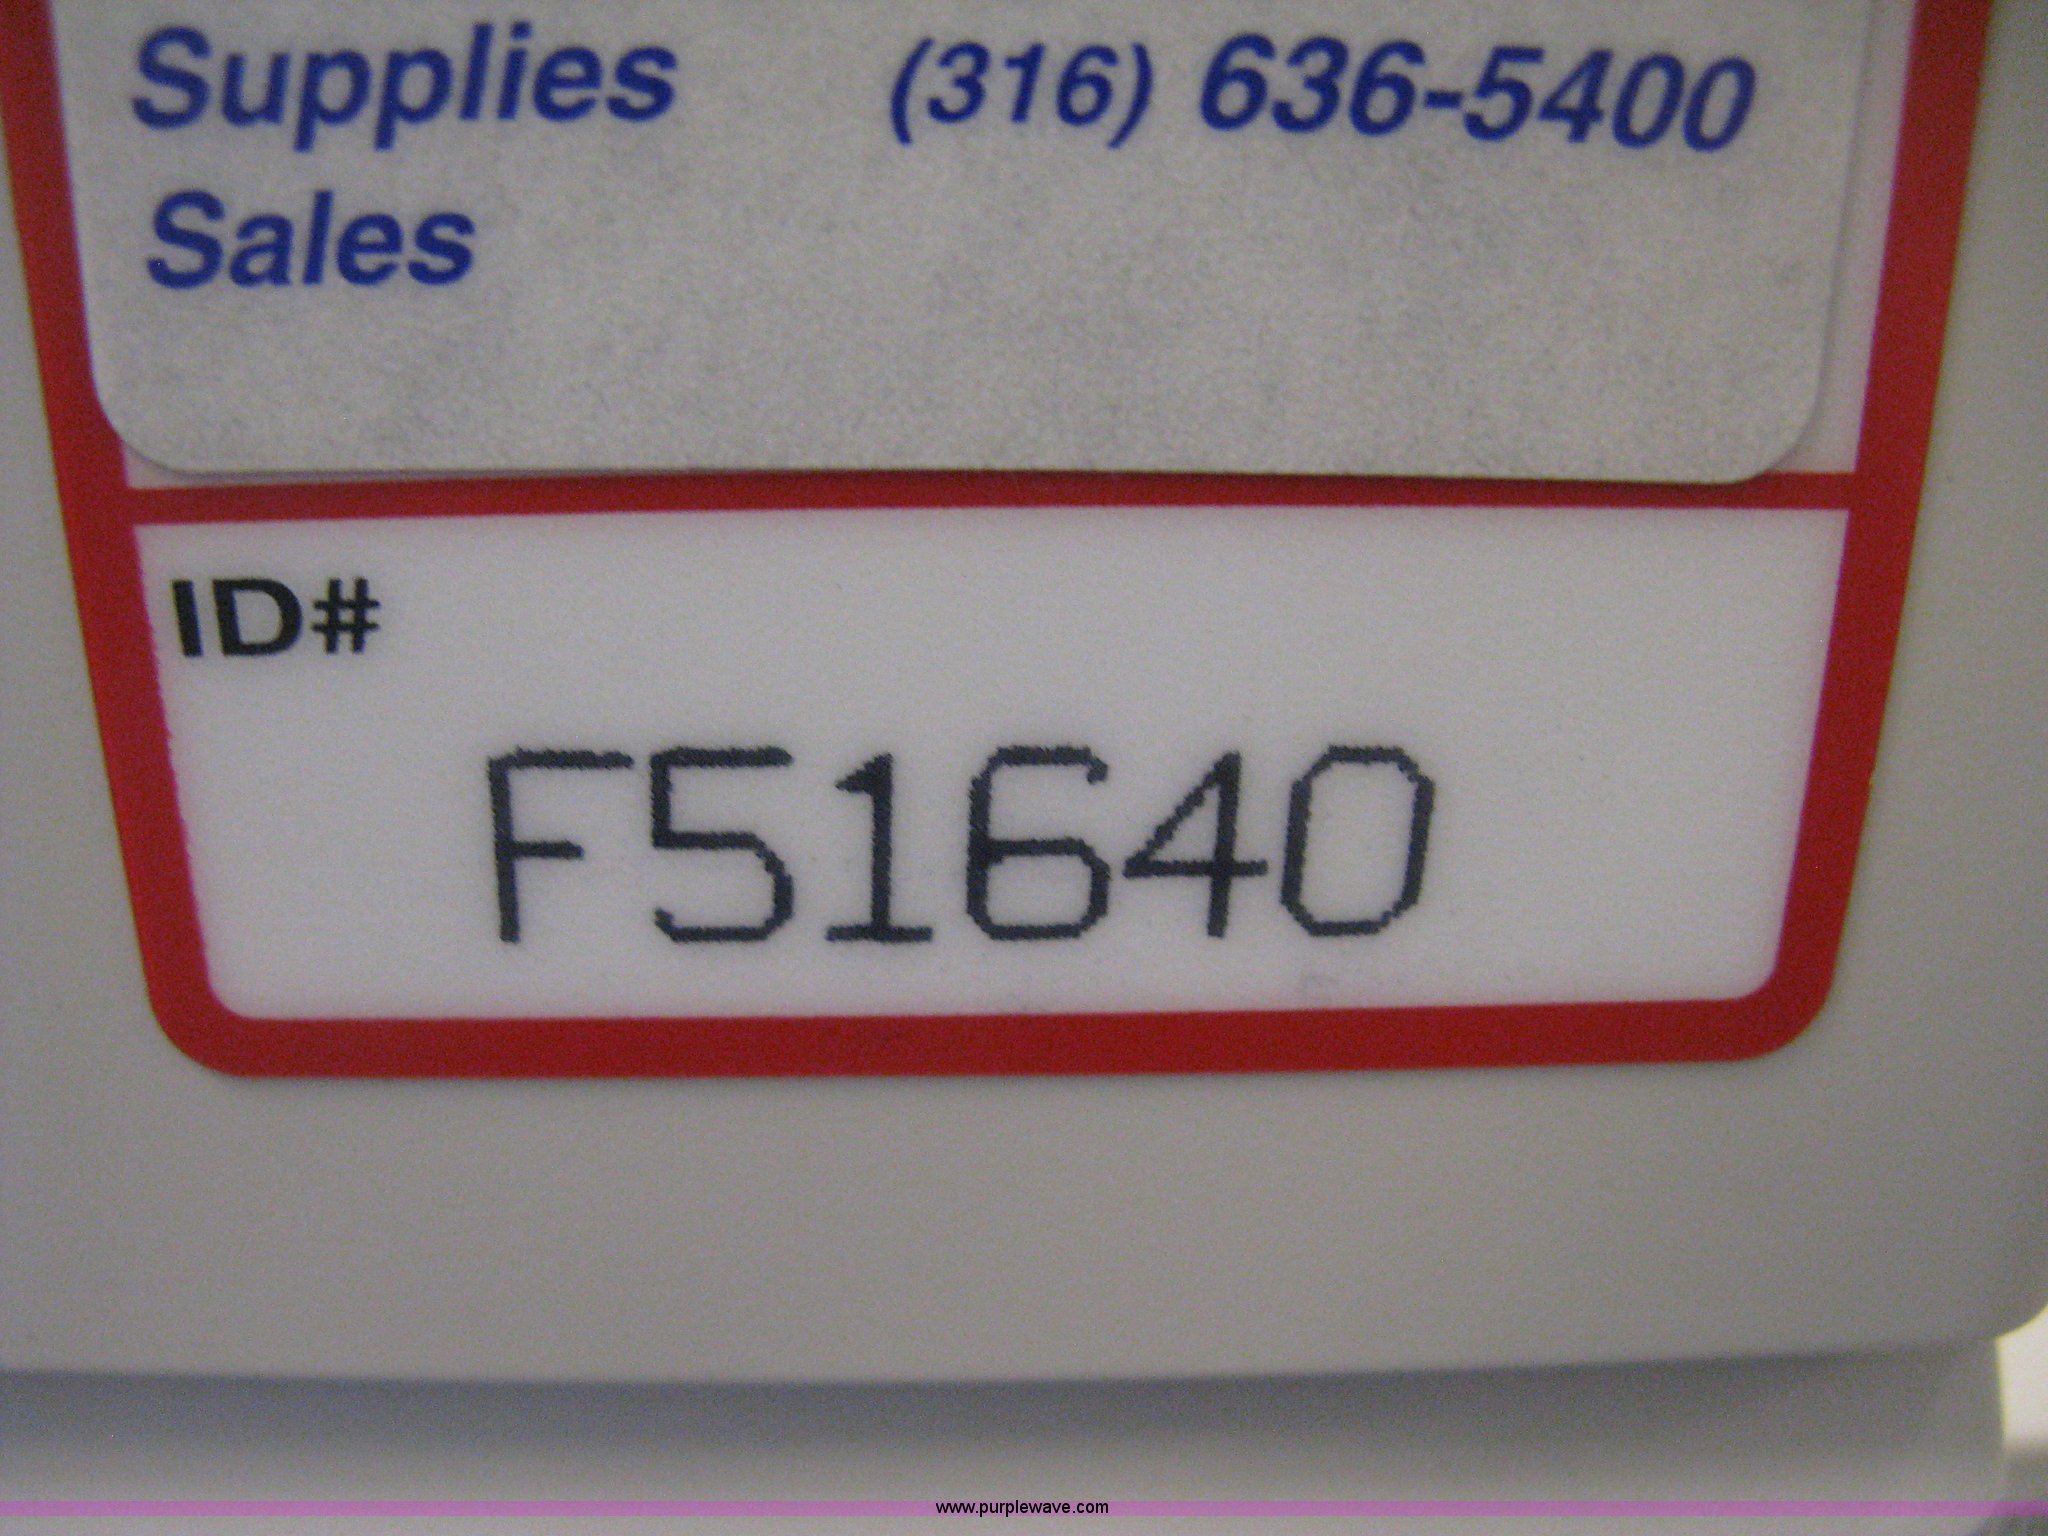 Supplies (316) 636-5400
Sales
ID#
F51640
www.purplewave.com